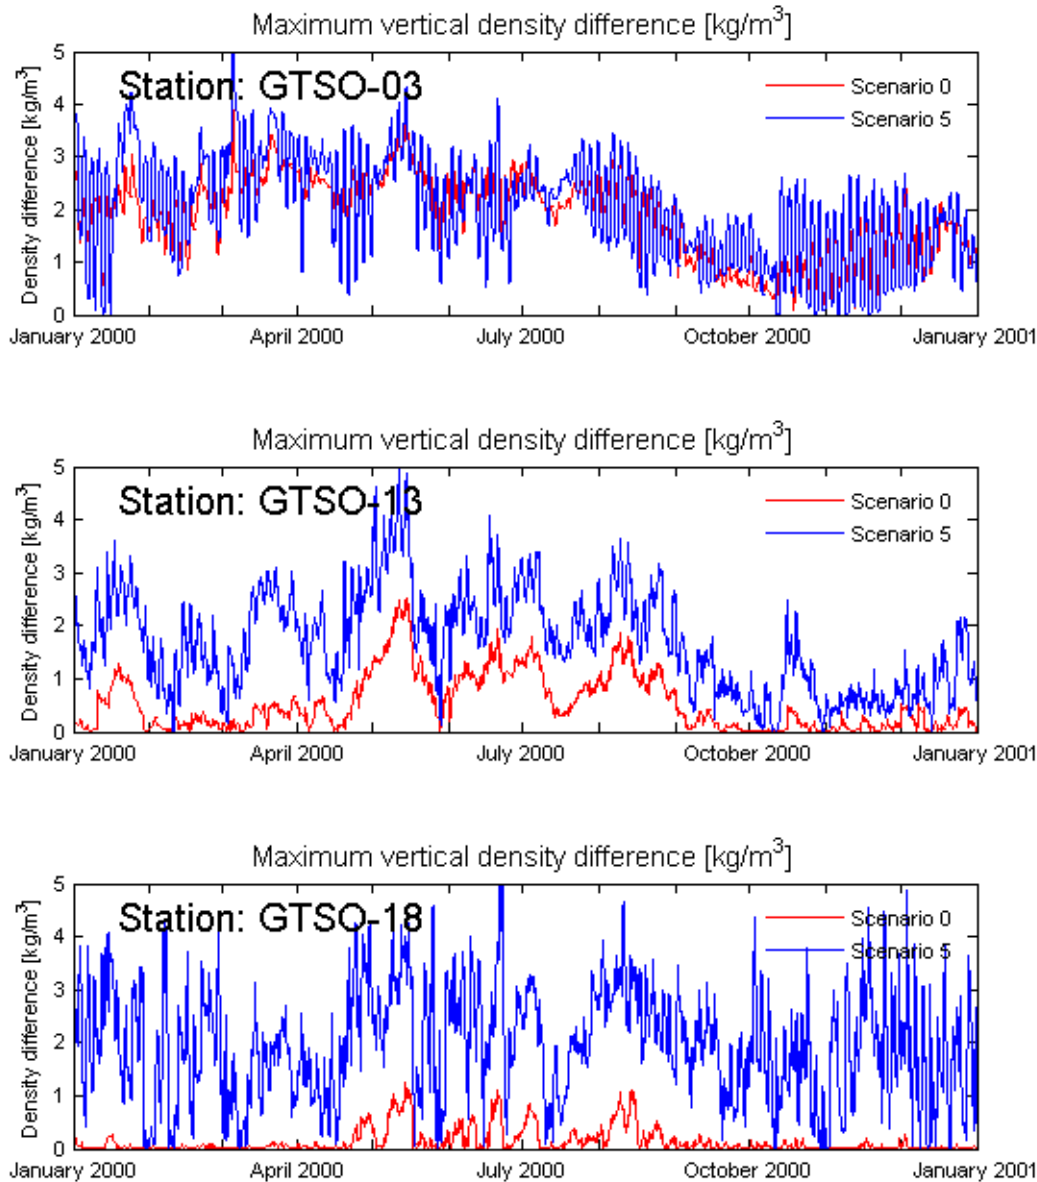 Maximum vertical density difference [kg/m³]
Density difference [kg/m³]
5
4
3
2
1
0
Station: GTSO-03
Scenario 0
Scenario 5
January 2000 April 2000 July 2000 October 2000 January 2001
Maximum vertical density difference [kg/m³]
Density difference [kg/m³]
5
4
3
2
1
0
Station: GTSO-13
Scenario 0
Scenario 5
January 2000 April 2000 July 2000 October 2000 January 2001
Maximum vertical density difference [kg/m³]
Density difference [kg/m³]
5
4
3
2
1
0
Station: GTSO-18
Scenario 0
Scenario 5
January 2000 April 2000 July 2000 October 2000 January 2001